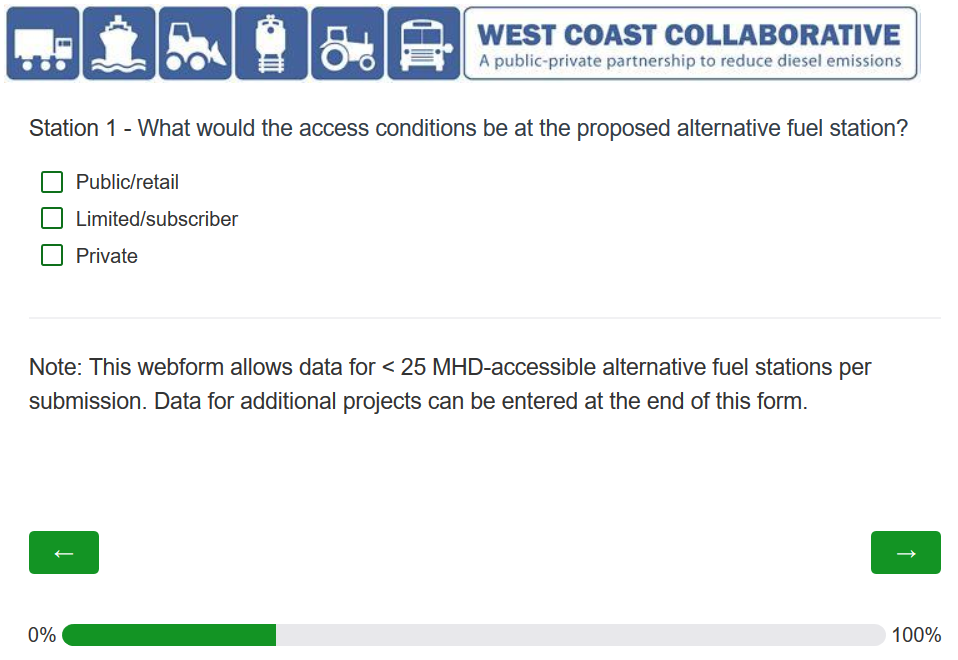 WEST COAST COLLABORATIVE
A public-private partnership to reduce diesel emissions
Station 1 - What would the access conditions be at the proposed alternative fuel station?
Public/retail
Limited/subscriber
Private
Note: This webform allows data for < 25 MHD-accessible alternative fuel stations per
submission. Data for additional projects can be entered at the end of this form.
← →
0% 100%